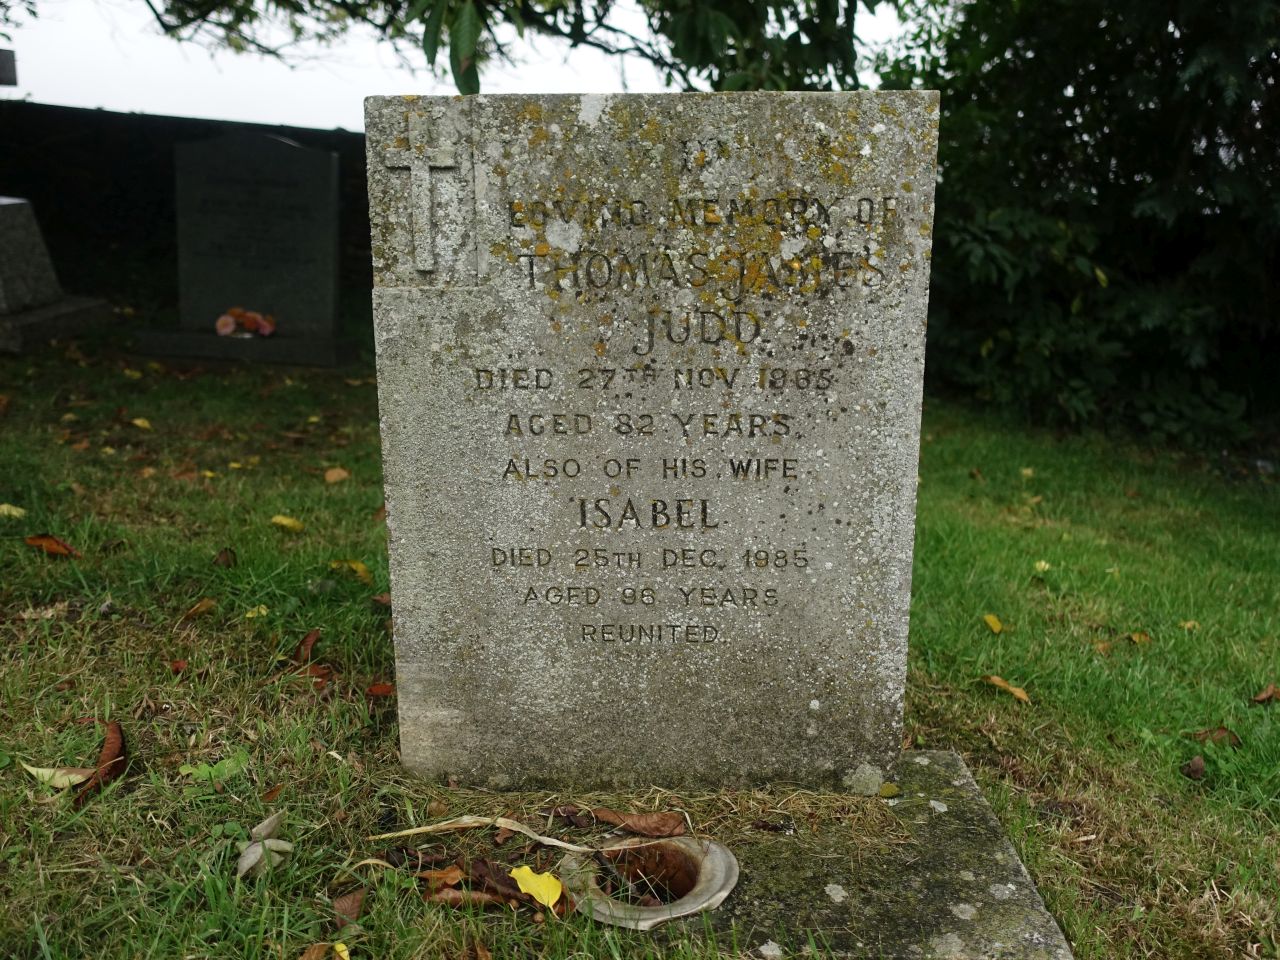 IN
LOVING MEMORY OF
THOMAS JAMES
JUDD
DIED 27TH NOV 1965
AGED 82 YEARS
ALSO OF HIS WIFE
ISABEL
DIED 25TH DEC. 1985
AGED 96 YEARS
REUNITED